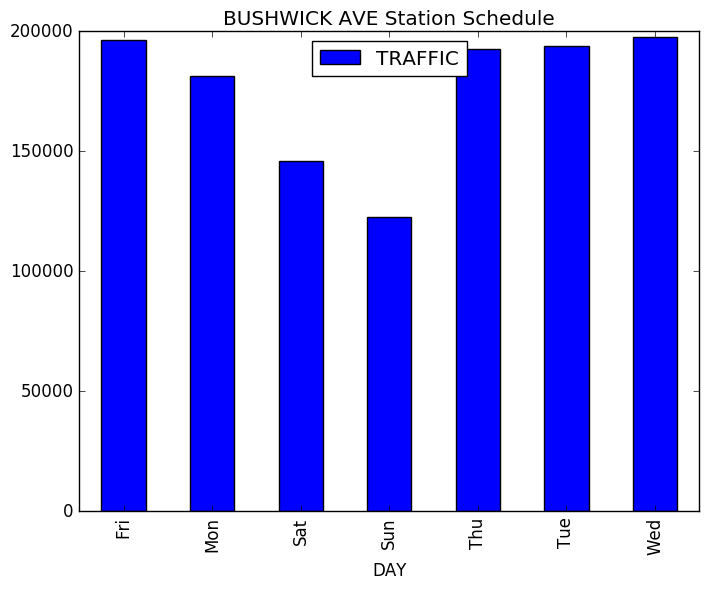 BUSHWICK AVE Station Schedule
TRAFFIC
200000
150000
100000
50000
0
Fri
Mon
Sat
Sun
Thu
Tue
Wed
DAY